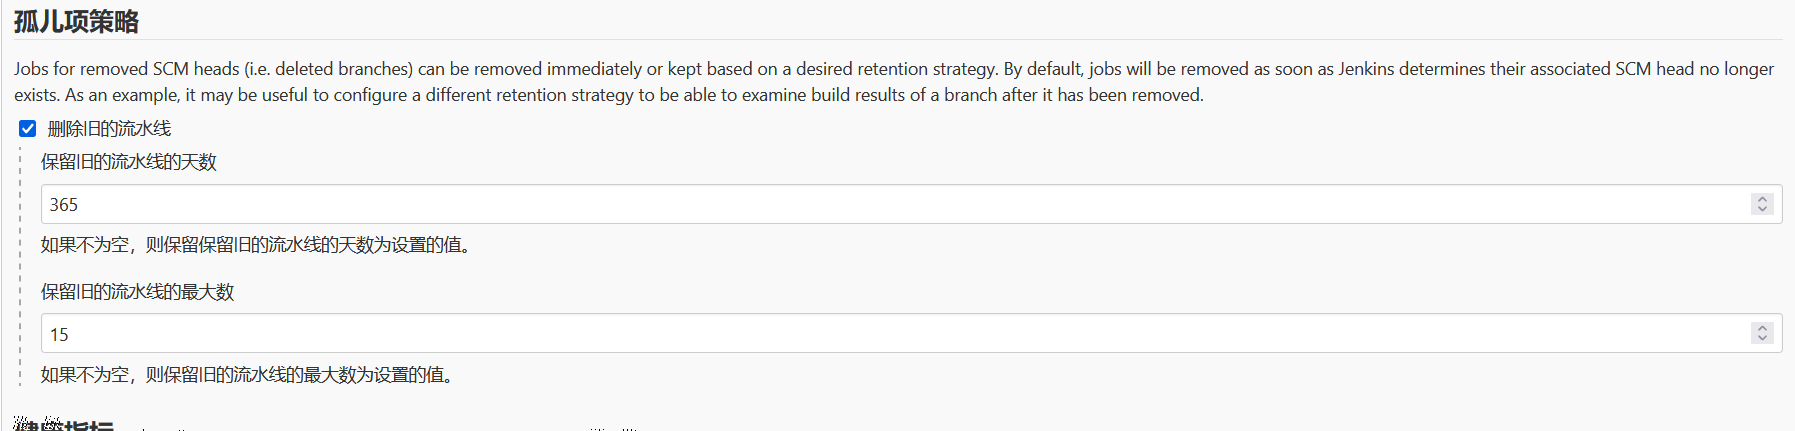 孤儿项策略
Jobs for removed SCM heads (i.e. deleted branches) can be removed immediately or kept based on a desired retention strategy. By default, jobs will be removed as soon as Jenkins determines their associated SCM head no longer
exists. As an example, it may be useful to configure a different retention strategy to be able to examine build results of a branch after it has been removed.
删除旧的流水线
保留旧的流水线的天数
365
如果不为空，则保留保留旧的流水线的天数为设置的值。
保留旧的流水线的最大数
15
如果不为空，则保留旧的流水线的最大数为设置的值。